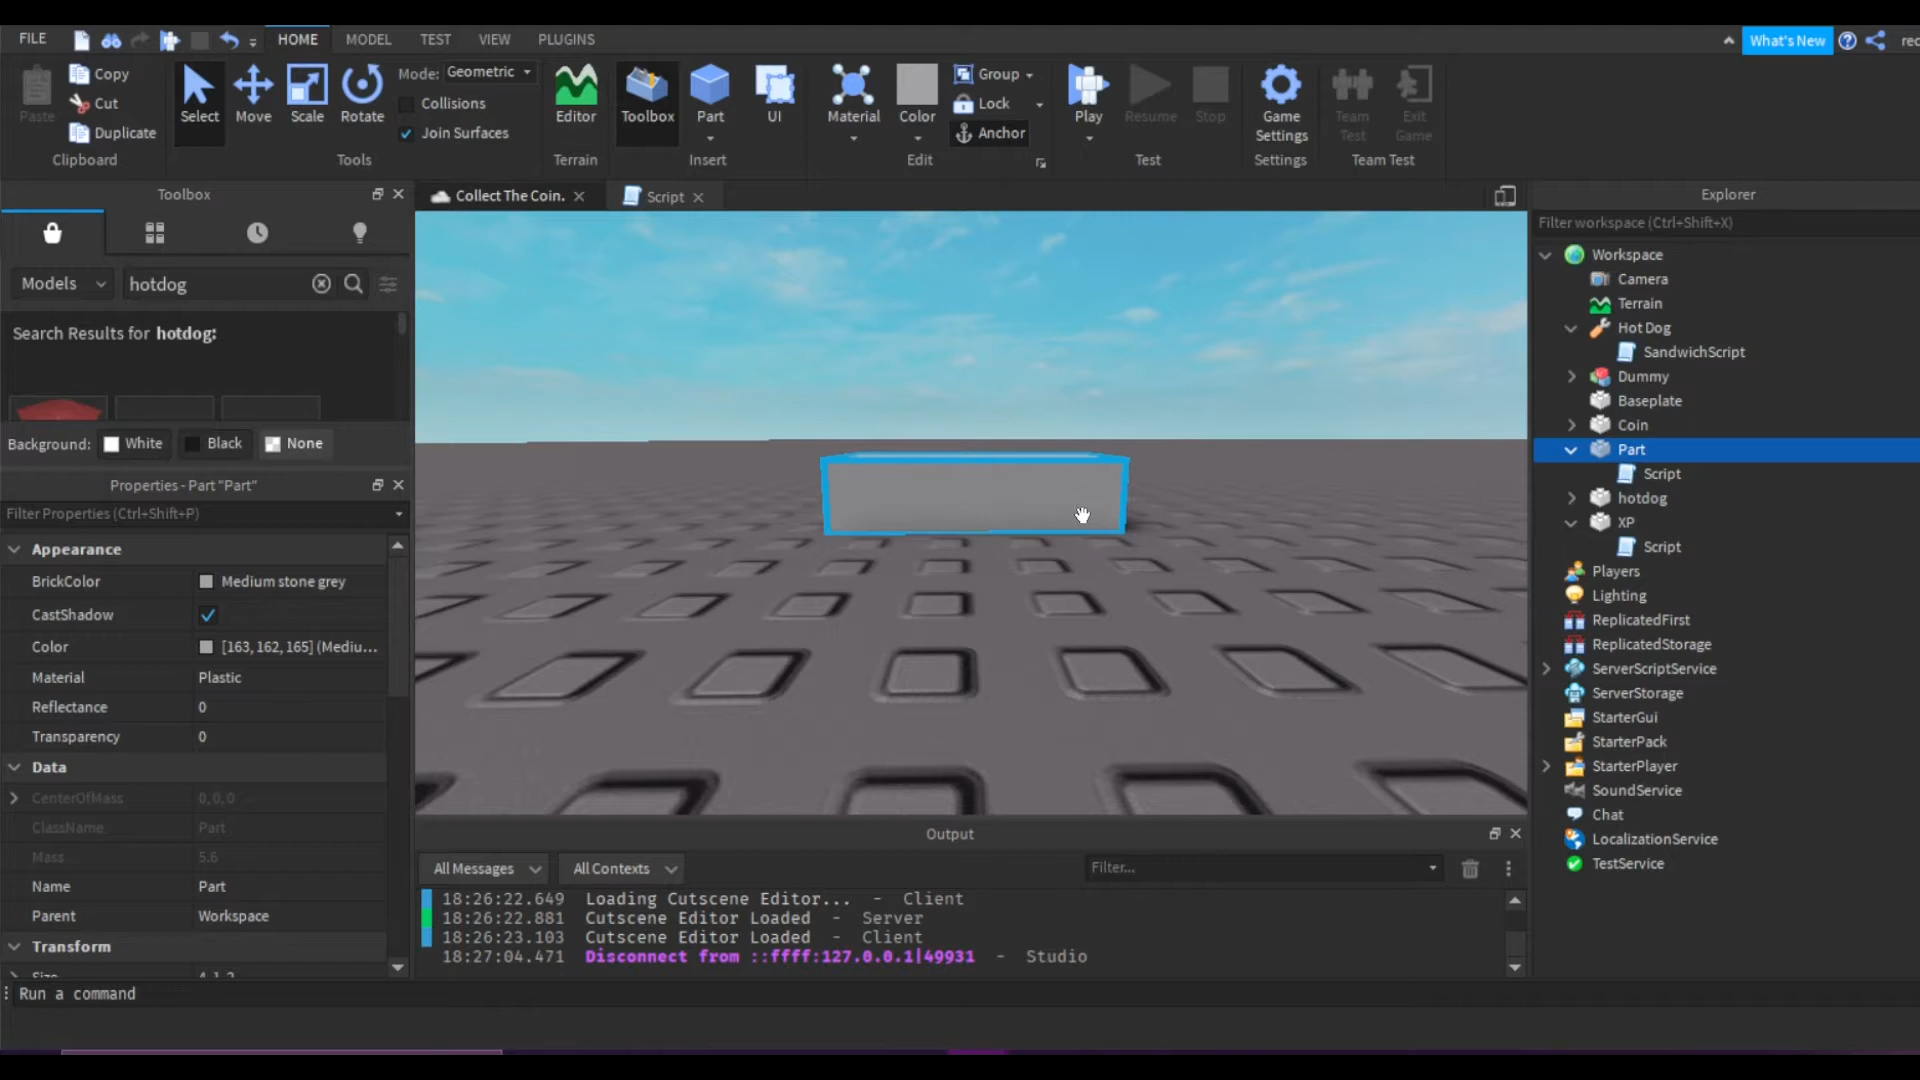 FILE HOME MODEL TEST VIEW PLUGINS What's New rec
Paste Copy Cut Duplicate Clipboard
Select Move Scale Rotate Mode: Geometric Collisions Join Surfaces Tools
Editor Terrain
Toolbox Part UI Insert
Material Color Group Lock Anchor Edit
Play Resume Stop Test
Game Settings Settings
Team Test Exit Game Team Test
Toolbox
Models hotdog
Search Results for hotdog:
Background: White Black None
Properties - Part "Part"
Filter Properties (Ctrl+Shift+P)
Appearance
BrickColor Medium stone grey
CastShadow
Color [163, 162, 165] (Mediu...
Material Plastic
Reflectance 0
Transparency 0
Data
CenterOfMass 0, 0, 0
ClassName Part
Mass 5.6
Name Part
Parent Workspace
Transform
Size 4, 1, 2
Run a command
Collect The Coin. Script
Output
All Messages All Contexts Filter...
18:26:22.649 Loading Cutscene Editor... - Client
18:26:22.881 Cutscene Editor Loaded - Server
18:26:23.103 Cutscene Editor Loaded - Client
18:27:04.471 Disconnect from ::ffff:127.0.0.1|49931 - Studio
Explorer
Filter workspace (Ctrl+Shift+X)
Workspace
Camera
Terrain
Hot Dog
SandwichScript
Dummy
Baseplate
Coin
Part
Script
hotdog
XP
Script
Players
Lighting
ReplicatedFirst
ReplicatedStorage
ServerScriptService
ServerStorage
StarterGui
StarterPack
StarterPlayer
SoundService
Chat
LocalizationService
TestService